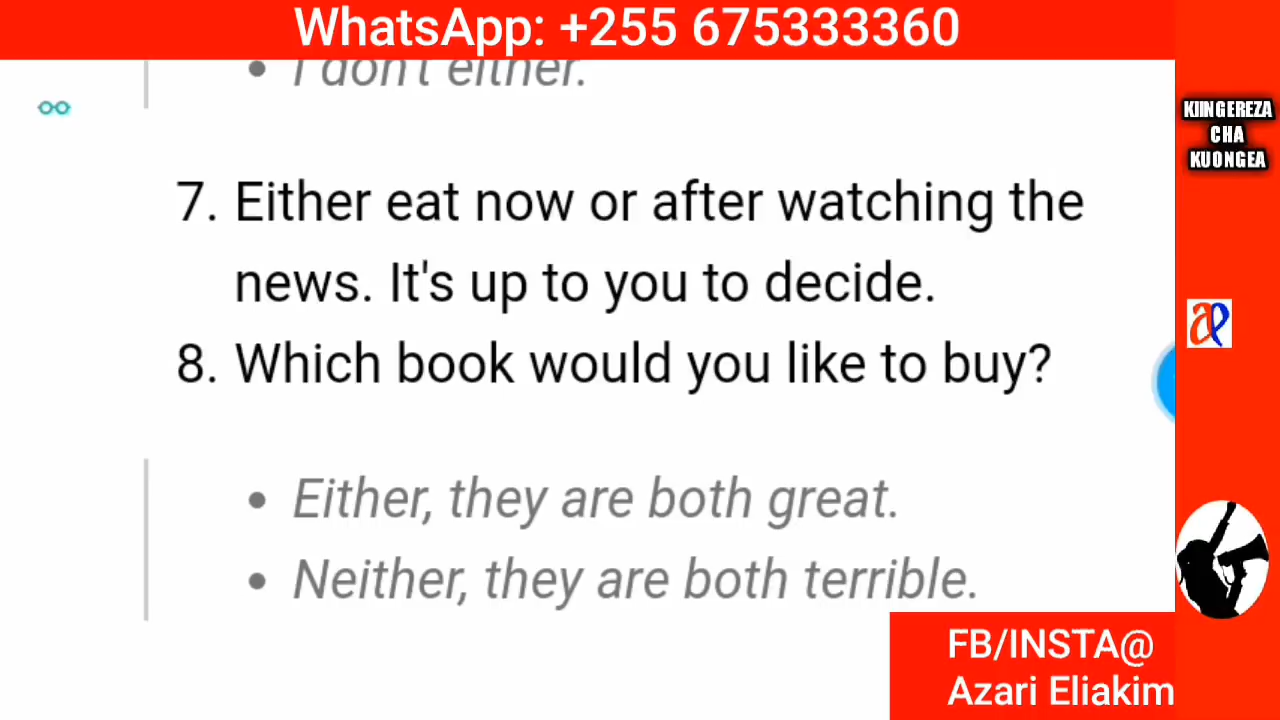 WhatsApp: +255 675333360
• I don't either.
KIINGEREZA
CHA
KUONGEA
7. Either eat now or after watching the
news. It's up to you to decide.
8. Which book would you like to buy?
• Either, they are both great.
• Neither, they are both terrible.
FB/INSTA@
Azari Eliakim